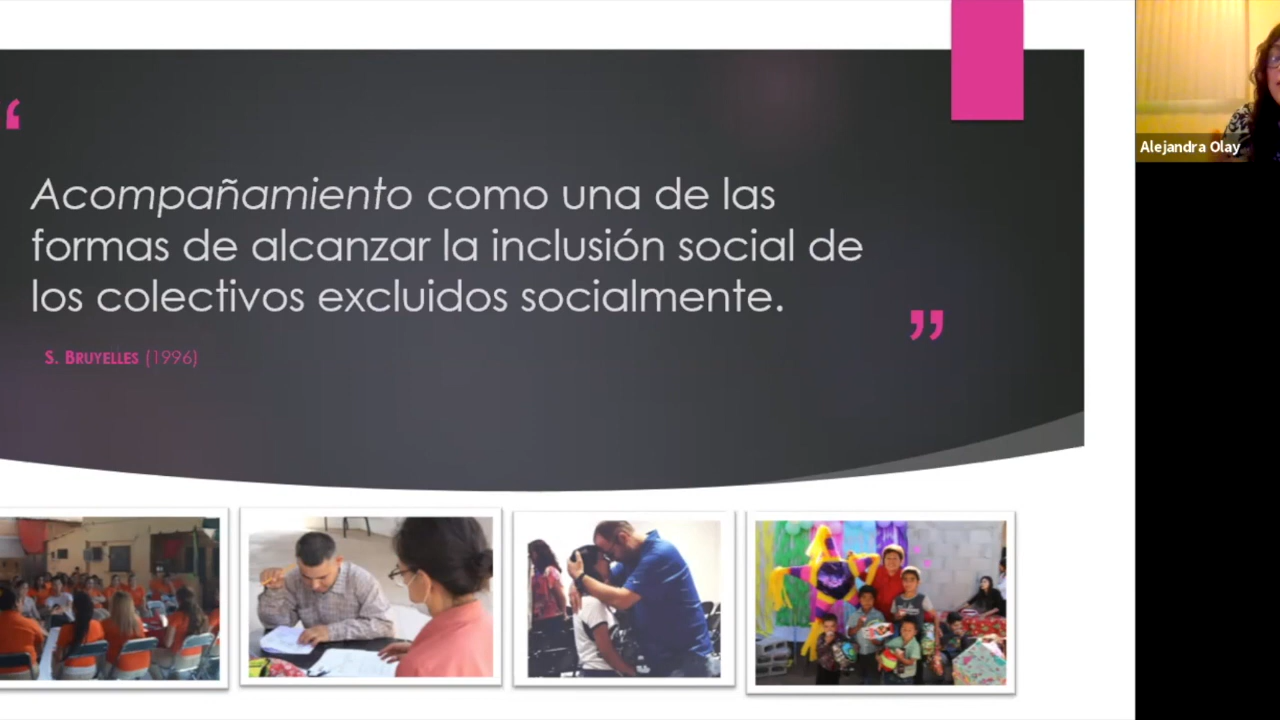 ‘
Acompañamiento como una de las
formas de alcanzar la inclusión social de
los colectivos excluidos socialmente.
”
S. BRUYELLES (1996)
Alejandra Olay